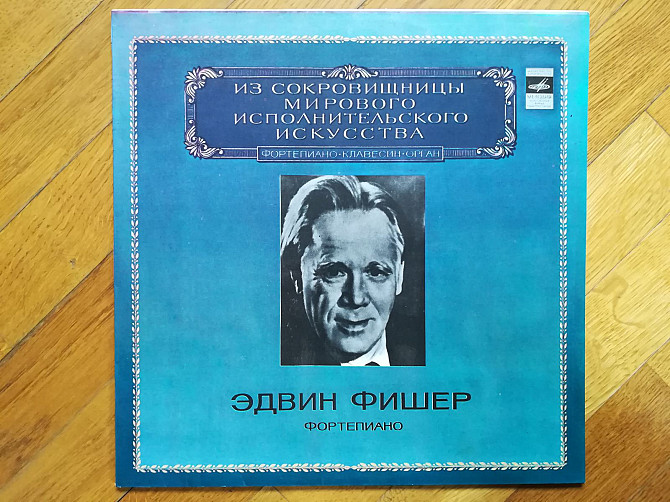 ИЗ СОКРОВИЩНИЦЫ
МИРОВОГО
ИСПОЛНИТЕЛЬСКОГО
ИСКУССТВА
ФОРТЕПИАНО·КЛАВЕСИН·ОРГАН
ЭДВИН ФИШЕР
ФОРТЕПИАНО